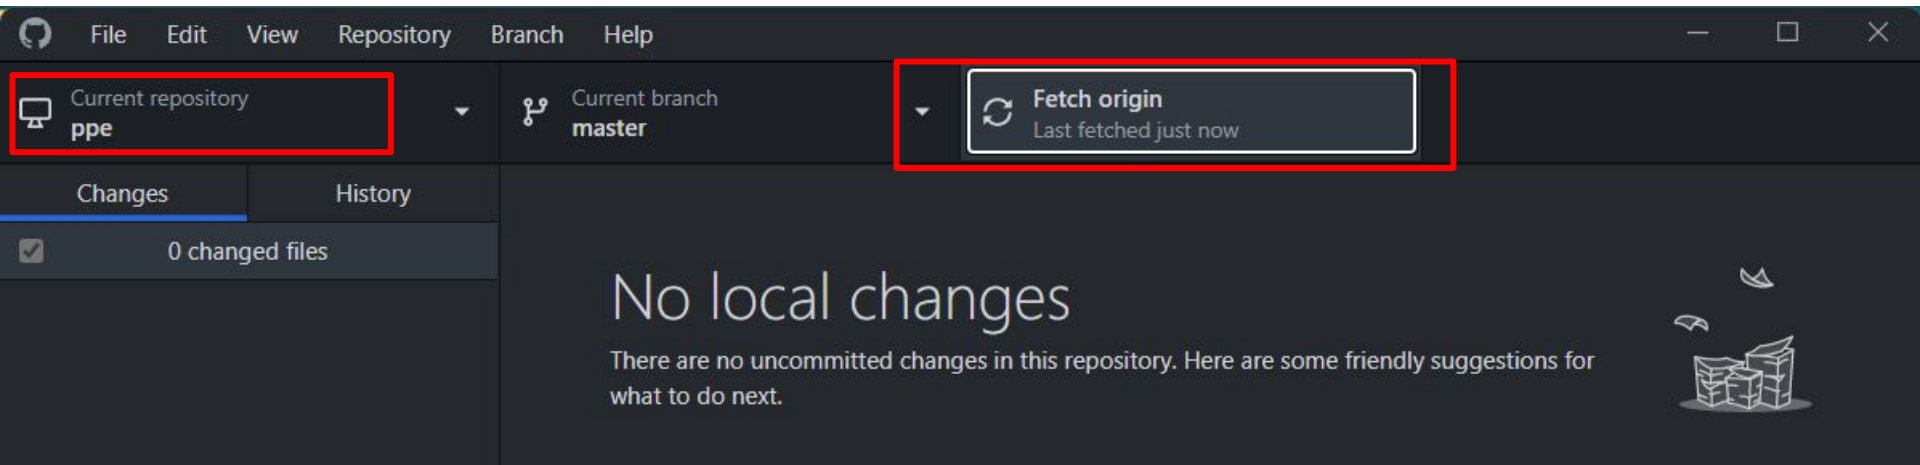 File Edit View Repository Branch Help
Current repository
ppe
Current branch
master
Fetch origin
Last fetched just now
Changes History
0 changed files
No local changes
There are no uncommitted changes in this repository. Here are some friendly suggestions for
what to do next.